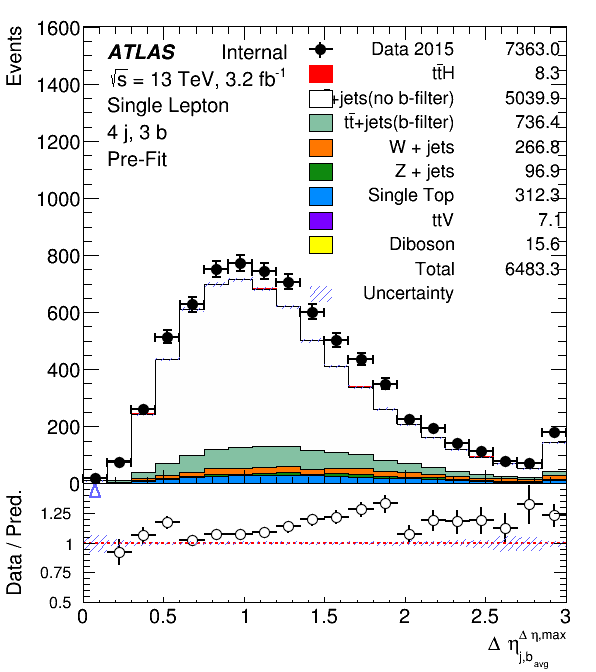 Events
1600
1400
1200
1000
800
600
400
200
0
ATLAS Internal
√s = 13 TeV, 3.2 fb⁻¹
Single Lepton
4 j, 3 b
Pre-Fit
Data 2015 7363.0
tt̄H 8.3
+jets(no b-filter) 5039.9
tt̄+jets(b-filter) 736.4
W + jets 266.8
Z + jets 96.9
Single Top 312.3
ttV 7.1
Diboson 15.6
Total 6483.3
Uncertainty
Data / Pred.
1.25
1
0.75
0.5
0 0.5 1 1.5 2 2.5 3
Δ η_{j,b_{avg}}^{Δ η,max}